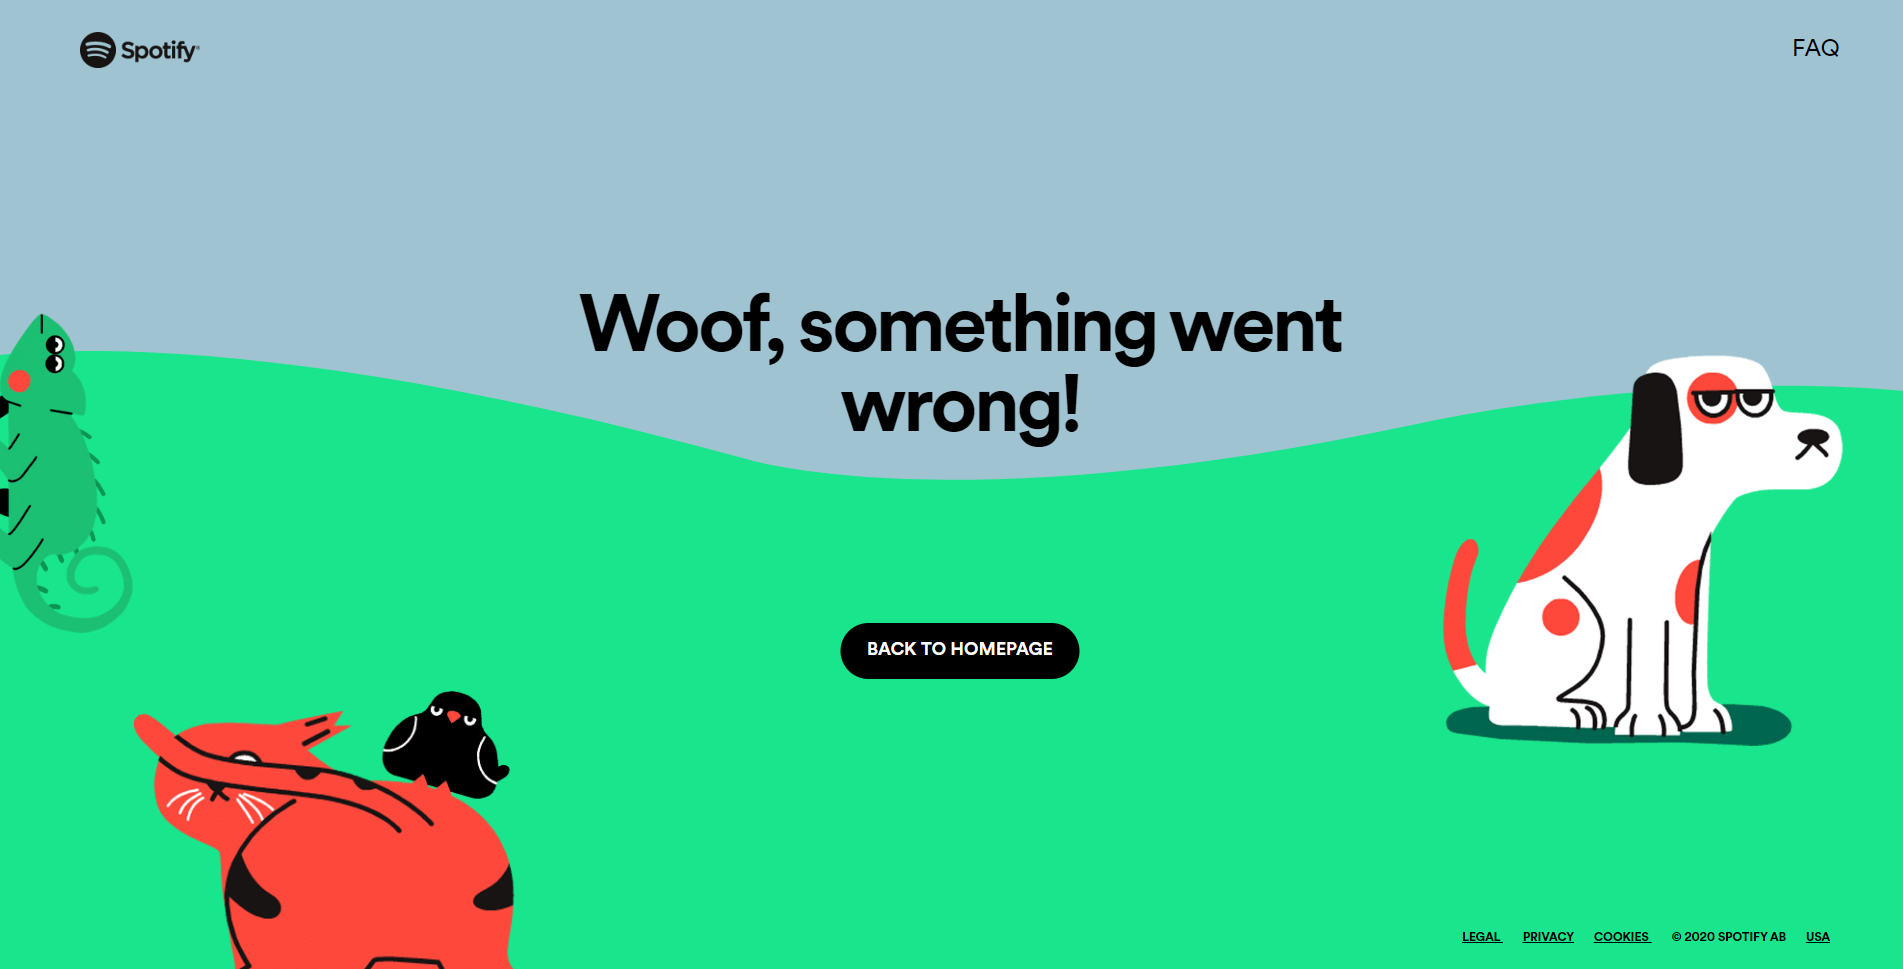 Spotify®
FAQ
Woof, something went
wrong!
BACK TO HOMEPAGE
LEGAL PRIVACY COOKIES © 2020 SPOTIFY AB USA